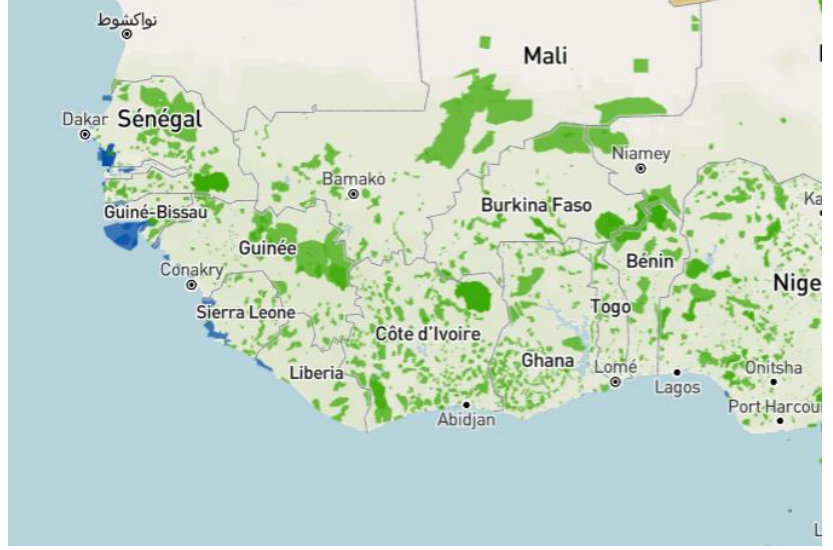 نواكشوط
Mali
Dakar
Sénégal
Niamey
Bamako
Burkina Faso
Guiné-Bissau
Guinée
Bénin
Conakry
Nige
Togo
Sierra Leone
Côte d'Ivoire
Ghana
Liberia
Lomé
Onitsha
Lagos
Port Harcour
Abidjan